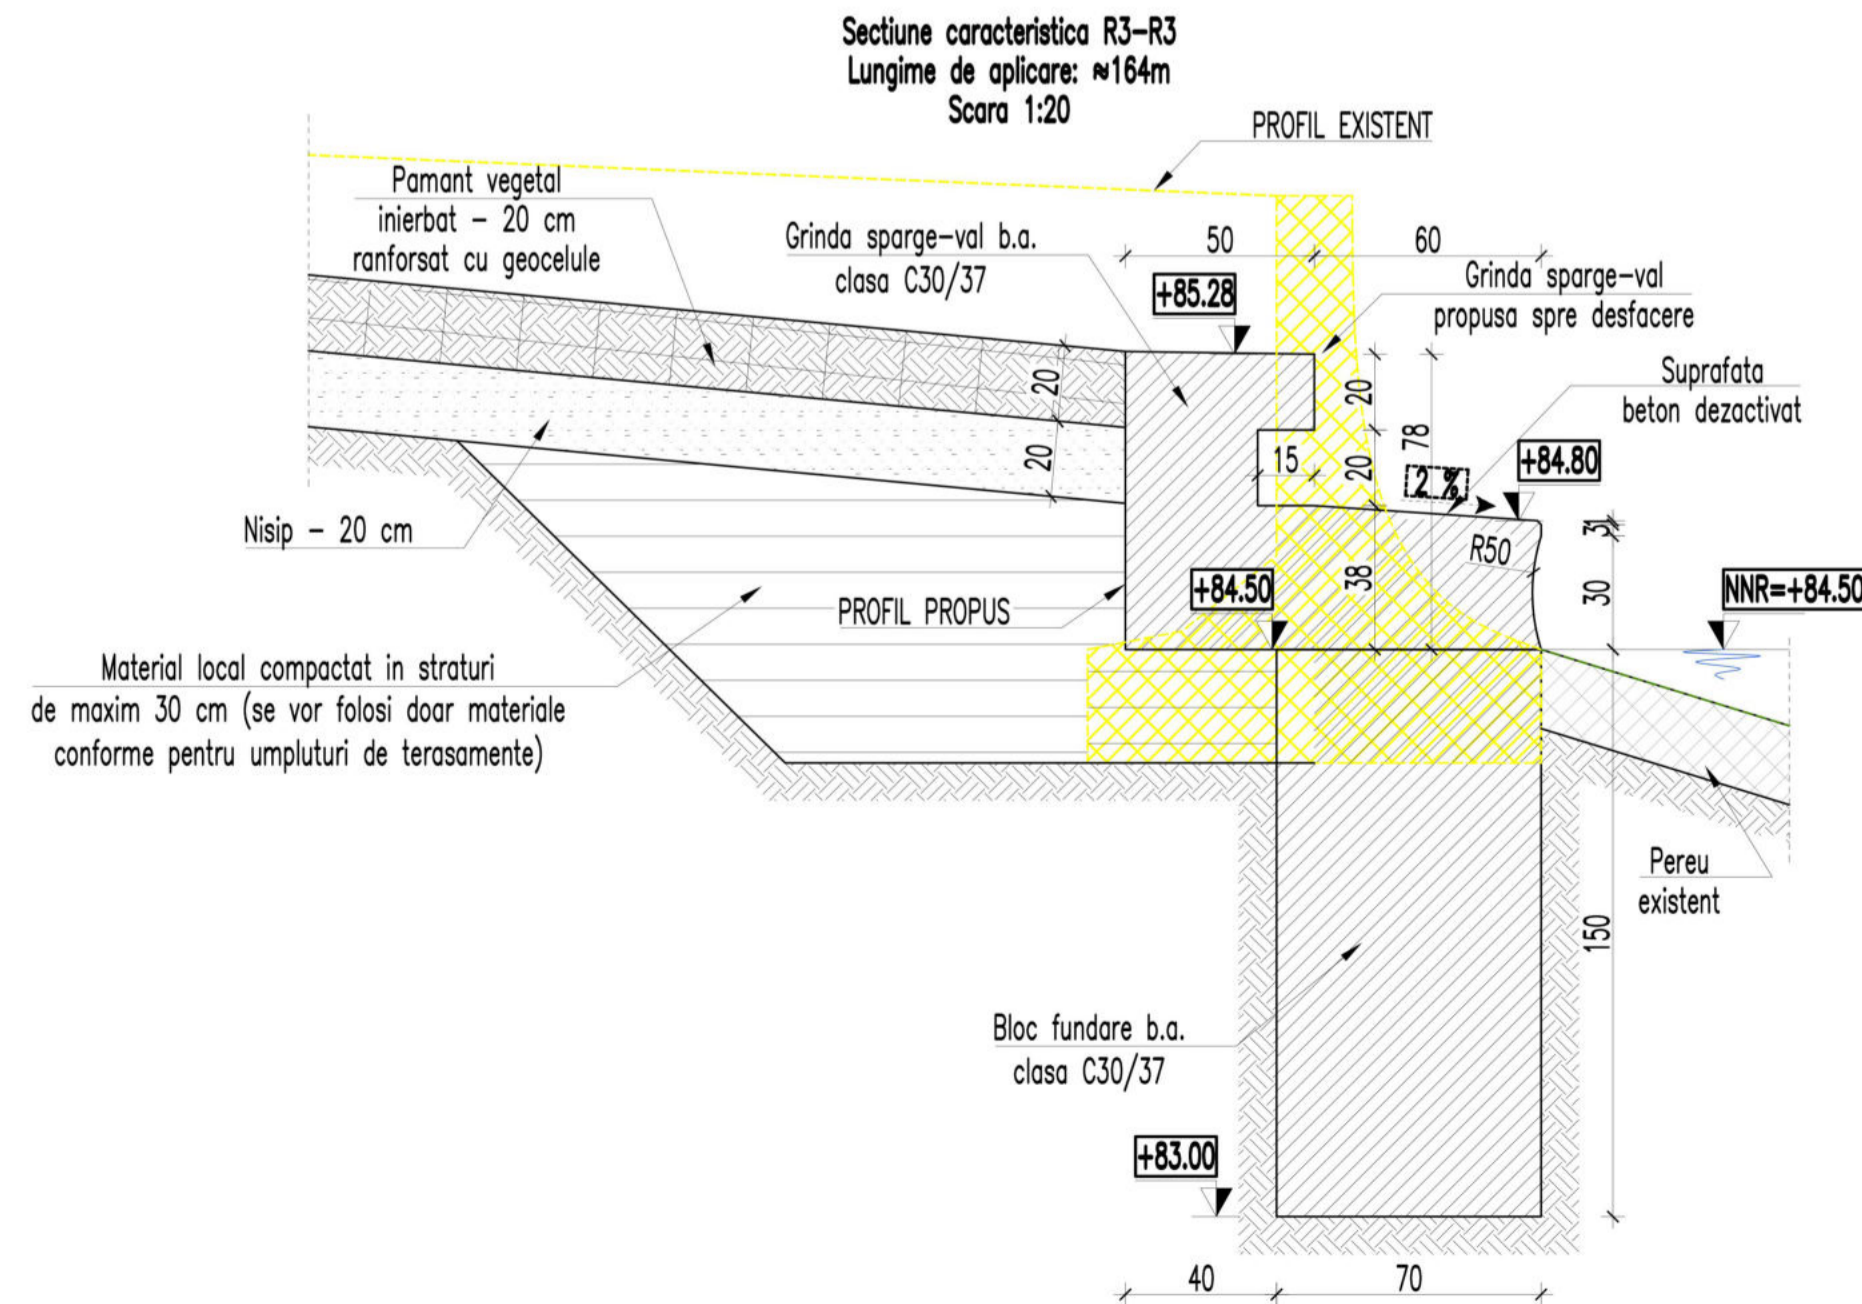 Sectiune caracteristica R3-R3
Lungime de aplicare: ≈164m
Scara 1:20
PROFIL EXISTENT
Pamant vegetal
inierbat - 20 cm
ranforsat cu geocelule
Grinda sparge-val b.a.
clasa C30/37
50
60
+85.28
Grinda sparge-val
propusa spre desfacere
Suprafata
beton dezactivat
20
20
20
20
78
15
2 %
+84.80
31
R50
30
38
Nisip - 20 cm
PROFIL PROPUS
+84.50
NNR=+84.50
Material local compactat in straturi
de maxim 30 cm (se vor folosi doar materiale
conforme pentru umpluturi de terasamente)
Pereu
existent
150
Bloc fundare b.a.
clasa C30/37
+83.00
40
70